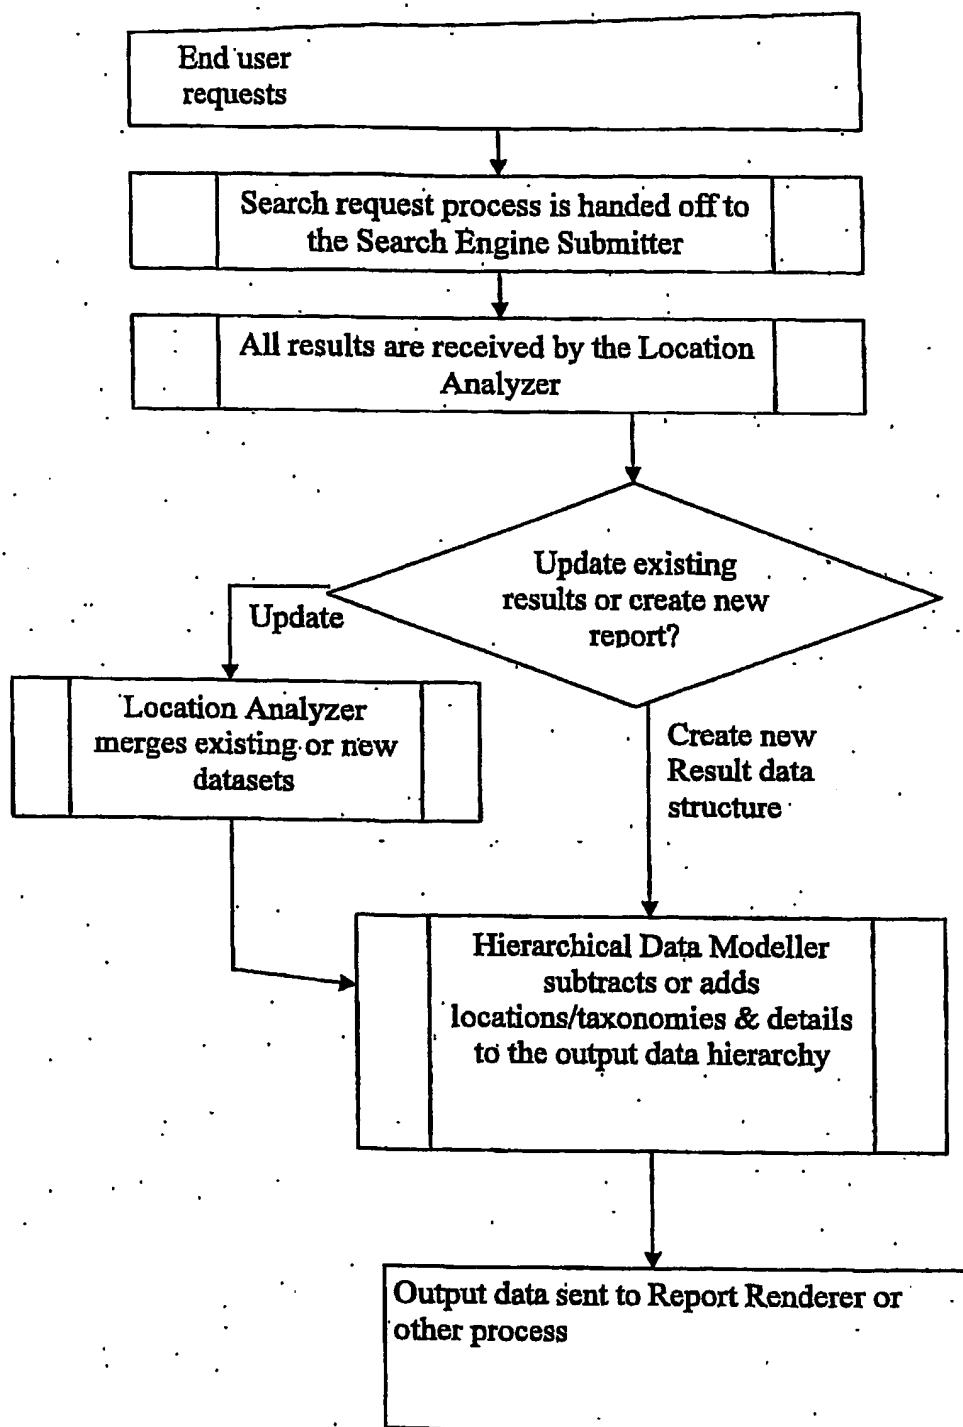 End user
requests
Search request process is handed off to
the Search Engine Submitter
All results are received by the Location
Analyzer
Update existing
results or create new
report?
Update
Location Analyzer
merges existing or new
datasets
Create new
Result data
structure
Hierarchical Data Modeller
subtracts or adds
locations/taxonomies & details
to the output data hierarchy
Output data sent to Report Renderer or
other process